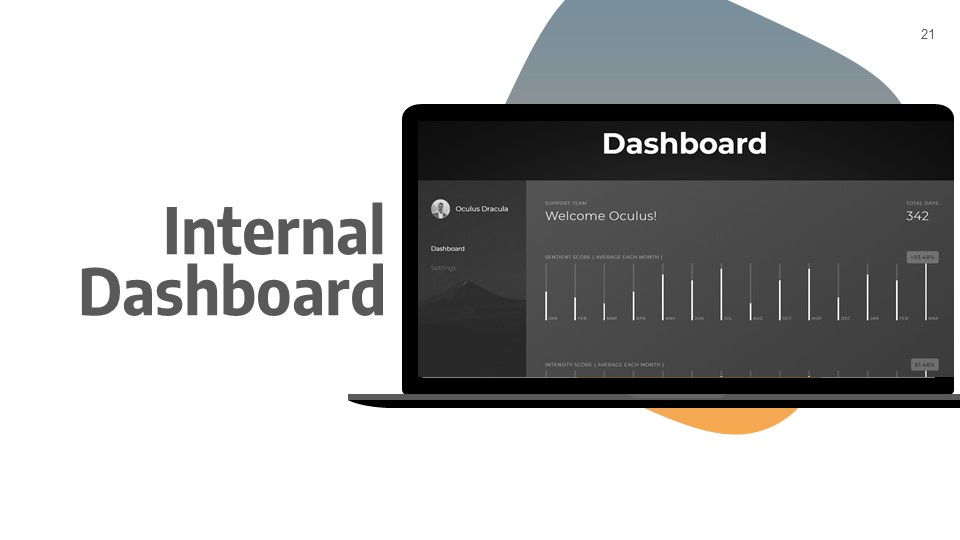 21
Internal
Dashboard
Dashboard
Oculus Dracula
Dashboard
Settings
SUPPORT TEAM
Welcome Oculus!
TOTAL DAYS
342
SENTIENT SCORE ( AVERAGE EACH MONTH )
+93.48%
JAN FEB MAR APR MAY JUN JUL AUG OCT NOV DEC JAN FEB MAR
INTENSITY SCORE ( AVERAGE EACH MONTH )
81.48%